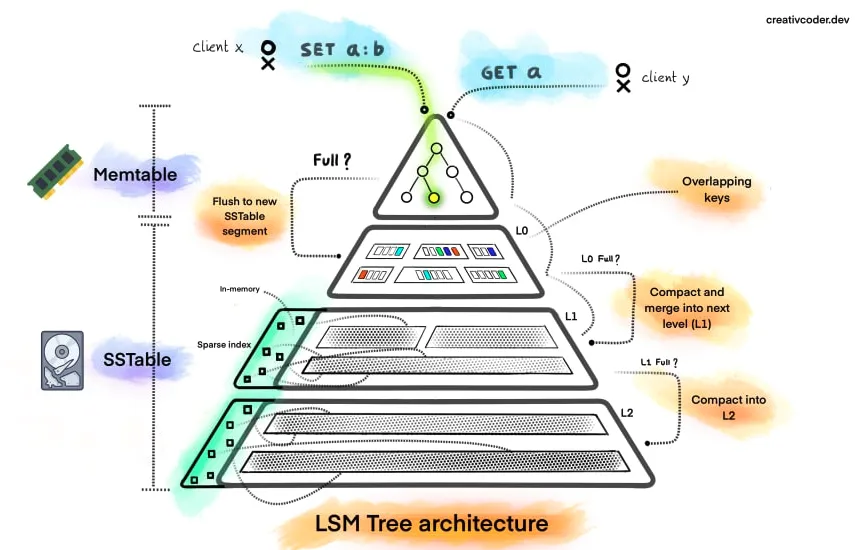 creativcoder.dev
client x
SET a:b
GET a
client y
Memtable
Full?
Flush to new
SSTable
segment
Overlapping
keys
L0
L0 Full?
In-memory
Compact and
merge into next
level (L1)
L1
Sparse index
SSTable
L1 Full?
Compact into
L2
L2
LSM Tree architecture